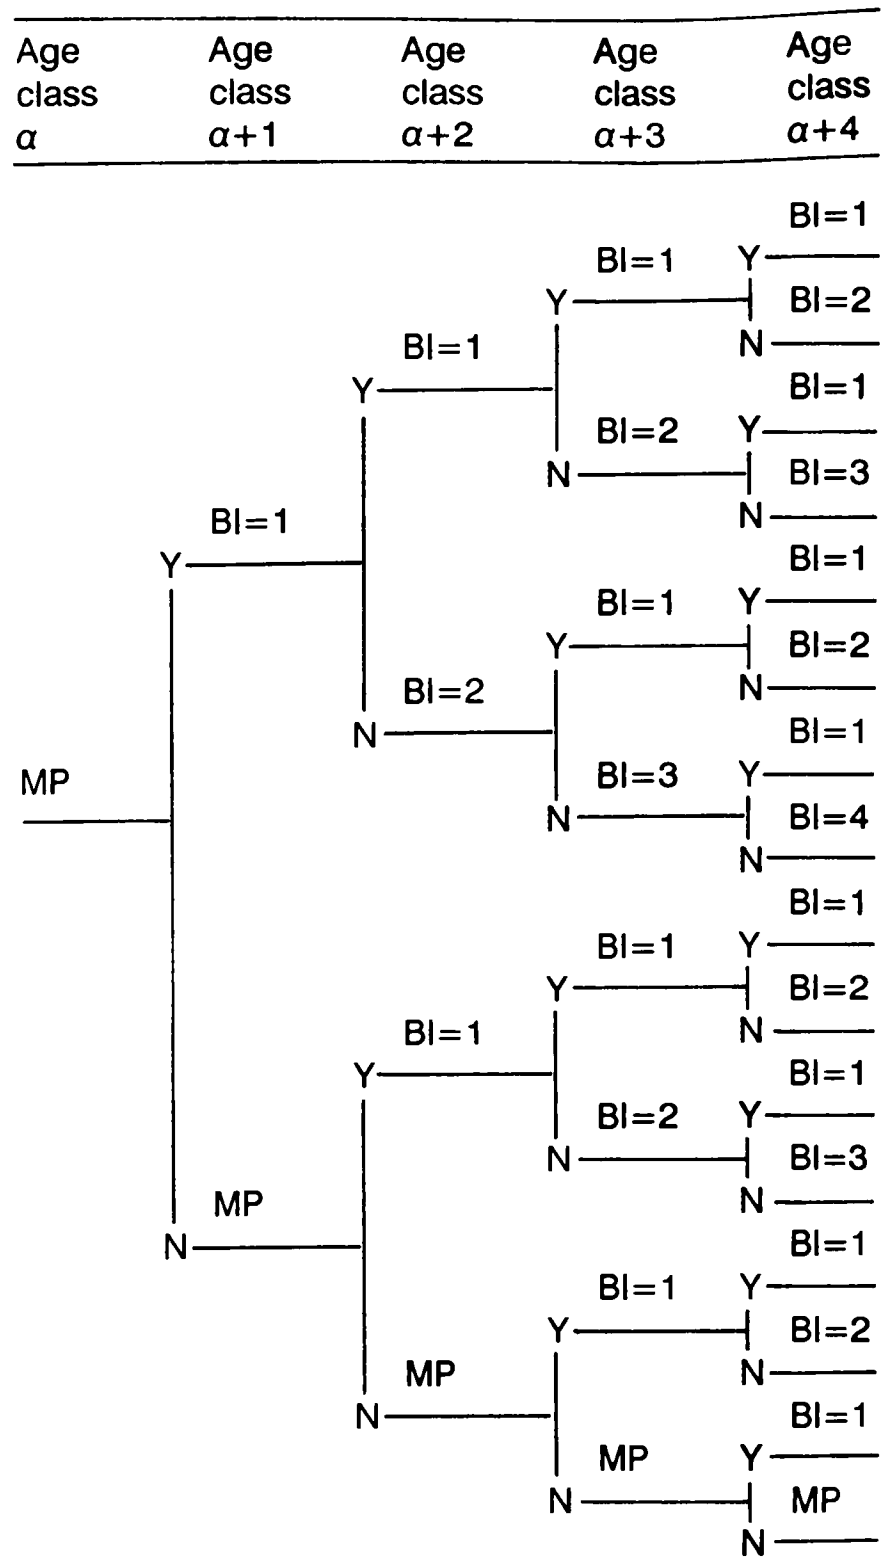 Age class α
Age class α+1
Age class α+2
Age class α+3
Age class α+4
BI=1
BI=1
Y
Y
BI=2
BI=1
N
Y
BI=1
BI=2
Y
N
BI=3
BI=1
N
Y
BI=1
BI=1
Y
Y
BI=2
BI=2
N
N
BI=1
MP
BI=3
Y
N
BI=4
N
BI=1
BI=1
Y
Y
BI=2
BI=1
N
Y
BI=1
BI=2
Y
N
BI=3
MP
N
N
BI=1
BI=1
Y
Y
BI=2
MP
N
N
BI=1
MP
Y
N
MP
N